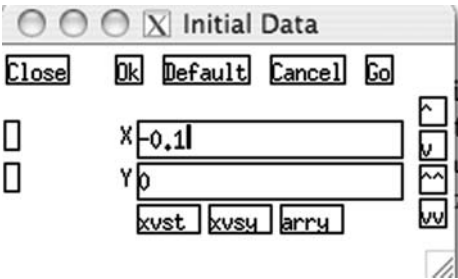 X Initial Data
Close Ok Default Cancel Go
^
X -0.1
v
Y 0
^^
xvst xvsy arry
vv